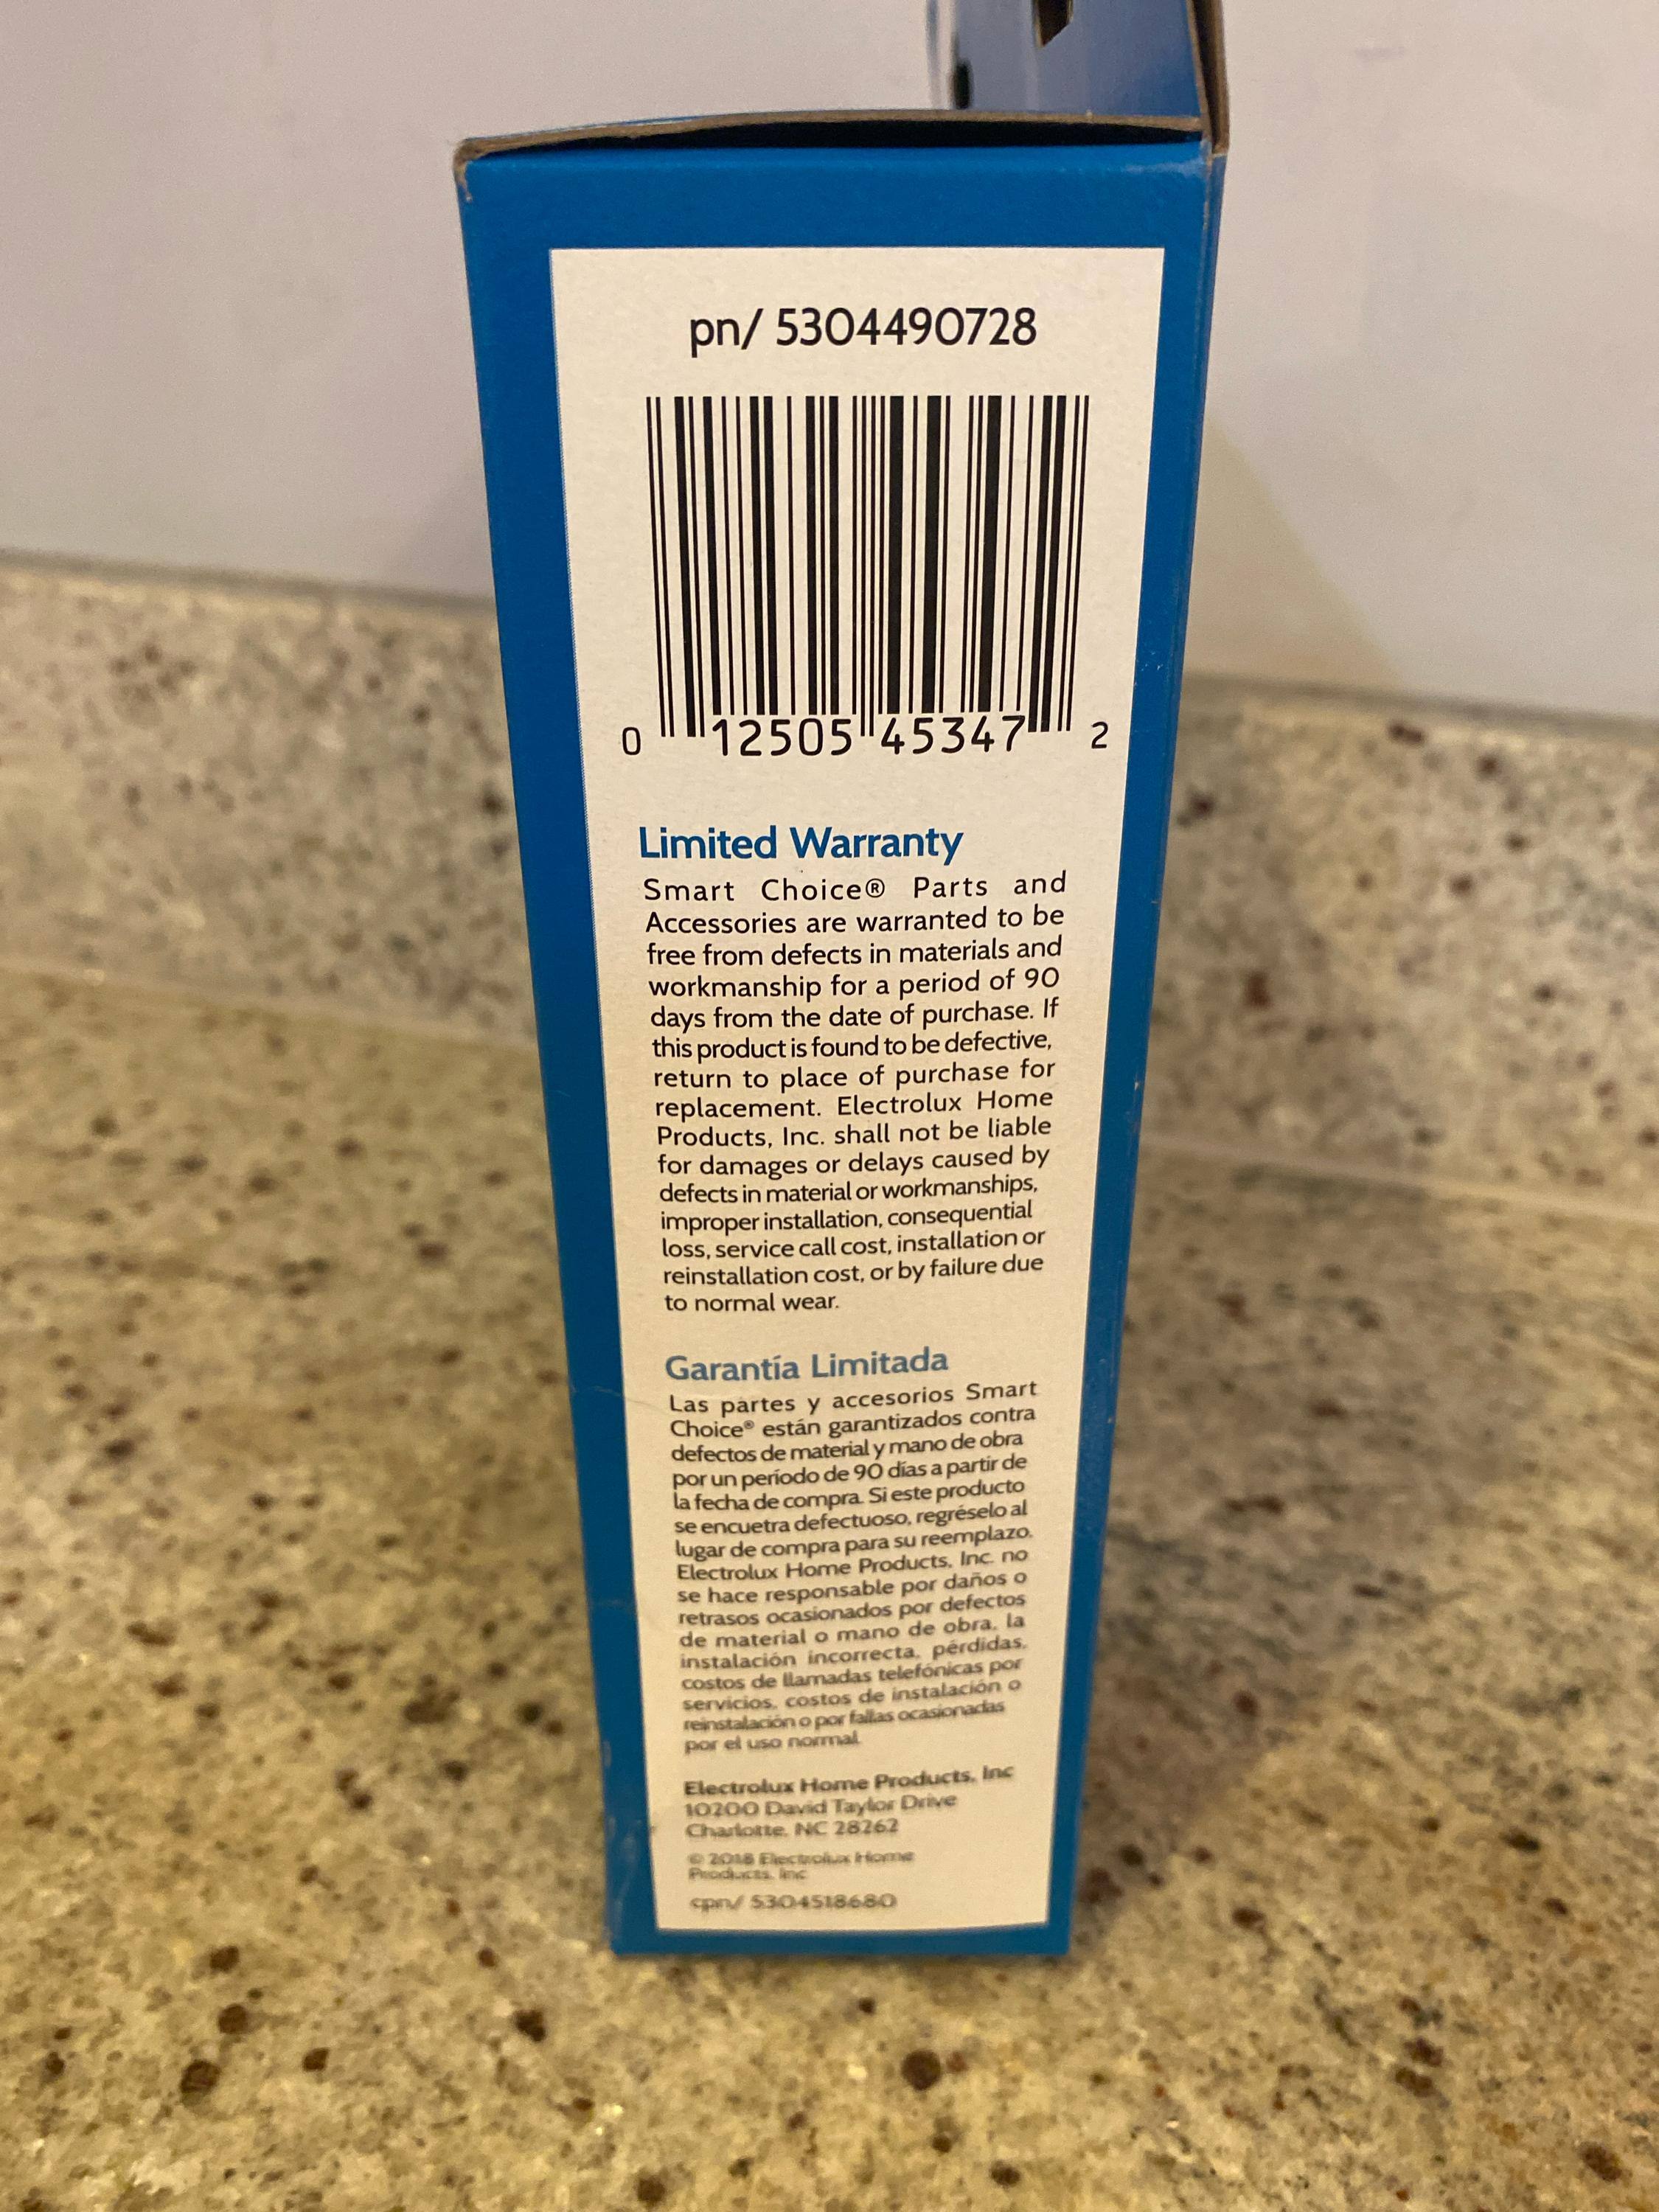 pn/ 5304490728
0 12505 45347 2
Limited Warranty
Smart Choice® Parts and
Accessories are warranted to be
free from defects in materials and
workmanship for a period of 90
days from the date of purchase. If
this product is found to be defective,
return to place of purchase for
replacement. Electrolux Home
Products, Inc. shall not be liable
for damages or delays caused by
defects in material or workmanships,
improper installation, consequential
loss, service call cost, installation or
reinstallation cost, or by failure due
to normal wear.
Garantía Limitada
Las partes y accesorios Smart
Choice® están garantizados contra
defectos de material y mano de obra
por un período de 90 días a partir de
la fecha de compra. Si este producto
se encuetra defectuoso, regréselo al
lugar de compra para su reemplazo.
Electrolux Home Products, Inc. no
se hace responsable por daños o
retrasos ocasionados por defectos
de material o mano de obra, la
instalación incorrecta, pérdidas,
costos de llamadas telefónicas por
servicios, costos de instalación o
reinstalación o por fallas ocasionadas
por el uso normal.
Electrolux Home Products, Inc
10200 David Taylor Drive
Charlotte, NC 28262
© 2018 Electrolux Home
Products, Inc
cpn/ 5304518680